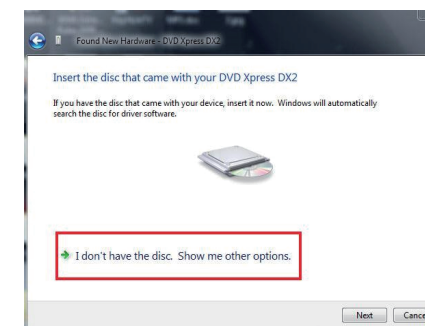 Found New Hardware - DVD Xpress DX2
Insert the disc that came with your DVD Xpress DX2
If you have the disc that came with your device, insert it now. Windows will automatically
search the disc for driver software.
I don't have the disc. Show me other options.
Next Cance